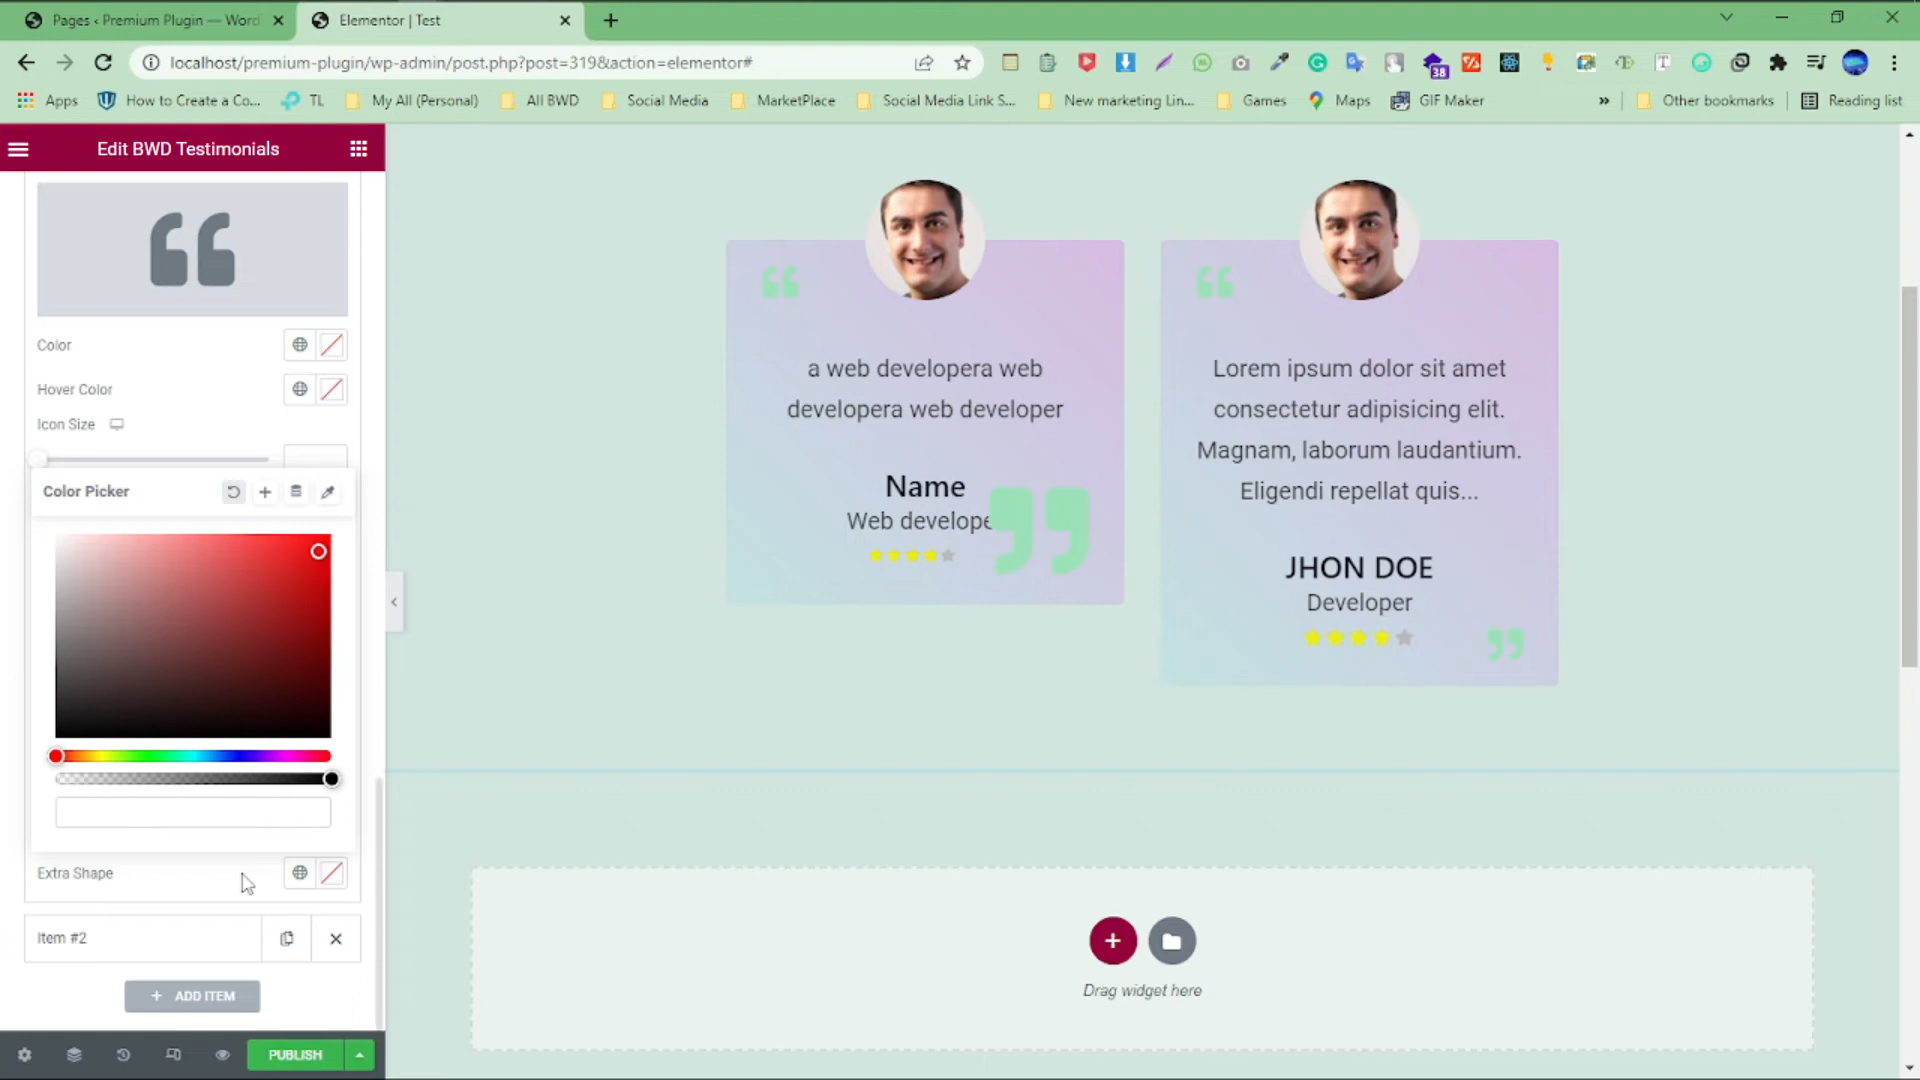 Pages ‹ Premium Plugin — Word
Elementor | Test
localhost/premium-plugin/wp-admin/post.php?post=319&action=elementor#
38
Apps
How to Create a Co...
TL
My All (Personal)
All BWD
Social Media
MarketPlace
Social Media Link S...
New marketing Lin...
Games
Maps
GIF Maker
»
Other bookmarks
Reading list
Edit BWD Testimonials
Color
Hover Color
Icon Size
Color Picker
Extra Shape
Item #2
ADD ITEM
PUBLISH
a web developera web
developera web developer
Name
Web develope
Lorem ipsum dolor sit amet
consectetur adipisicing elit.
Magnam, laborum laudantium.
Eligendi repellat quis...
JHON DOE
Developer
Drag widget here